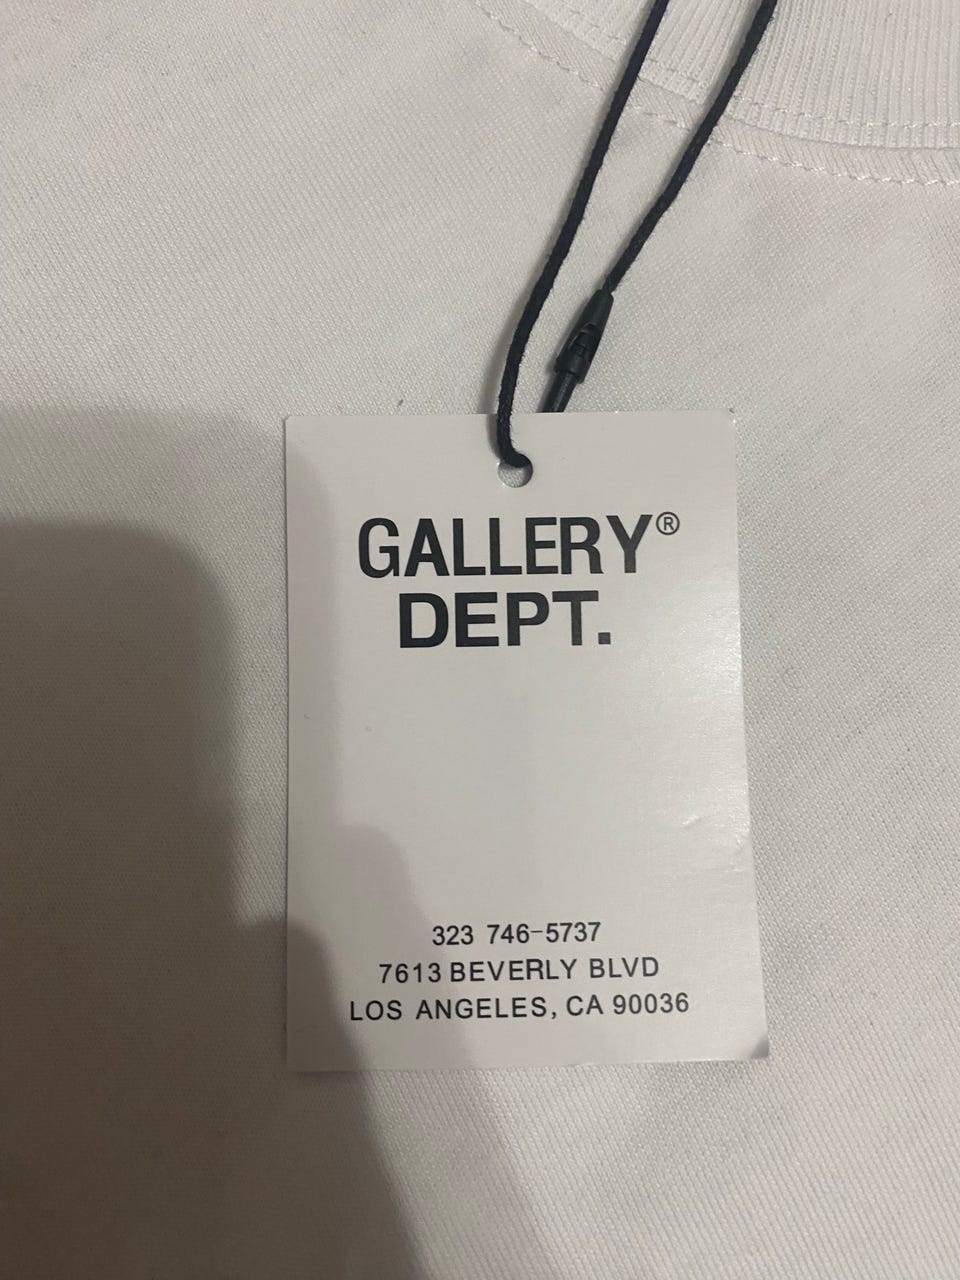 GALLERY®
DEPT.
323 746-5737
7613 BEVERLY BLVD
LOS ANGELES, CA 90036